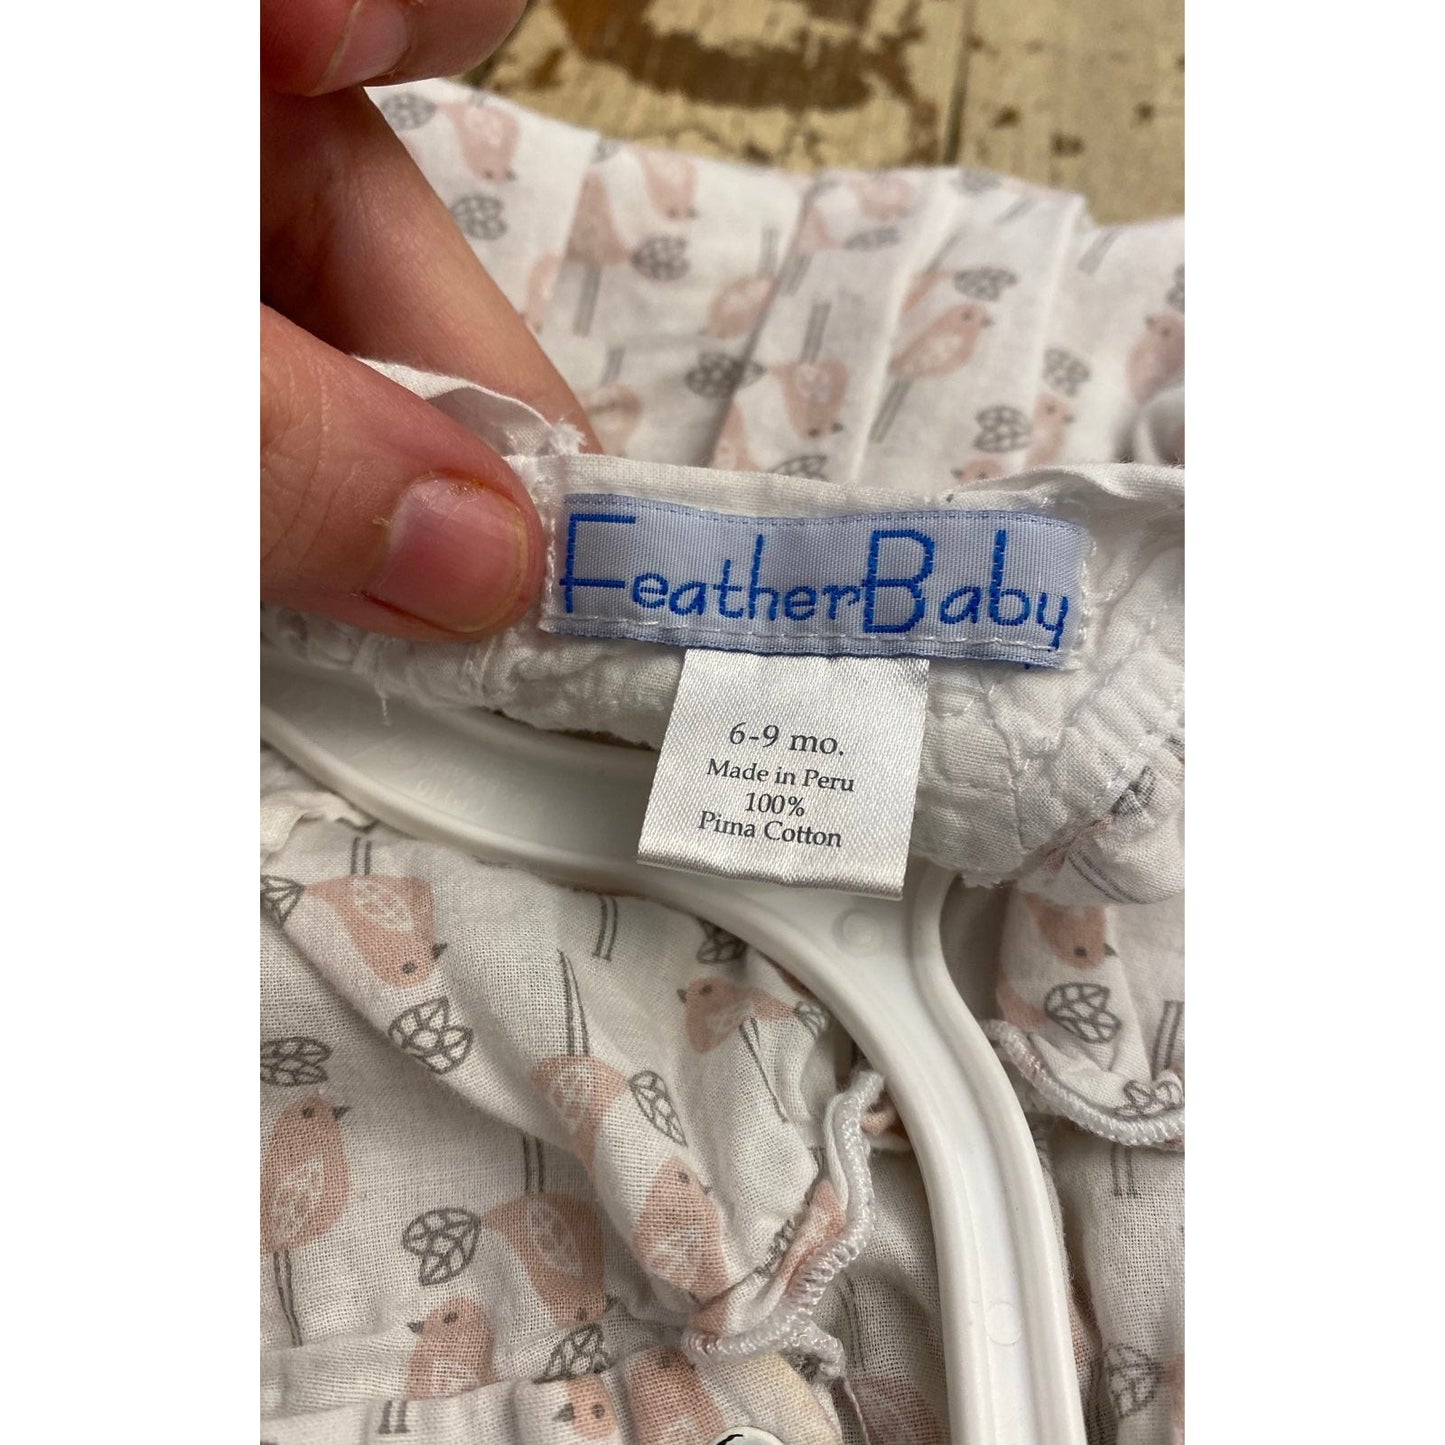 FeatherBaby
6-9 mo.
Made in Peru
100%
Pima Cotton